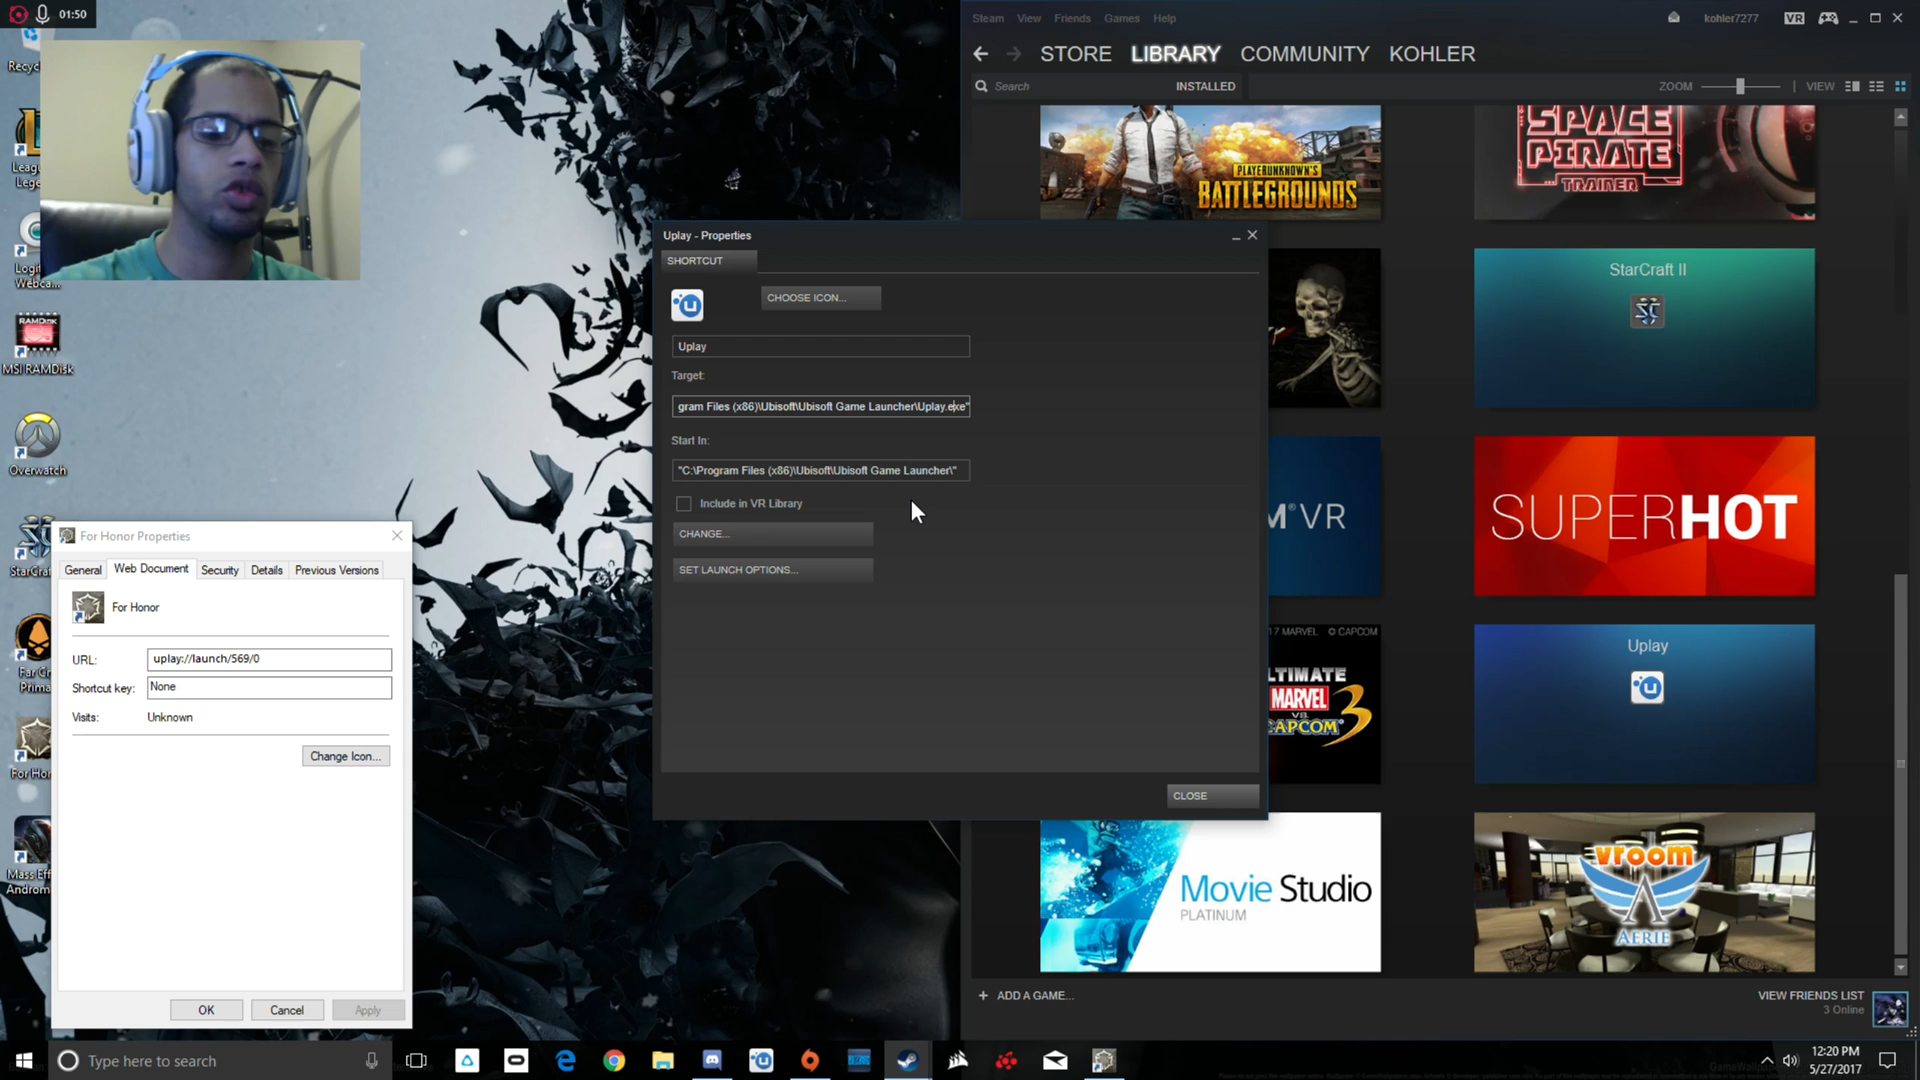 01:50
Recyc
Leag
Lege
Logit
Webca...
RAMDisk
MSI RAMDisk
Overwatch
StarCraf
Far Cr
Prima
For Hon
Mass Eff
Androm
Steam View Friends Games Help
kohler7277
VR
STORE LIBRARY COMMUNITY KOHLER
Search
INSTALLED
ZOOM
VIEW
PLAYERUNKNOWN'S
BATTLEGROUNDS
SPACE
PIRATE
TRAINER
StarCraft II
M®VR
SUPERHOT
17 MARVEL © CAPCOM
LTIMATE
MARVEL
VS.
CAPCOM 3
Uplay
Movie Studio
PLATINUM
vroom
AERIE
+ ADD A GAME...
VIEW FRIENDS LIST
3 Online
Uplay - Properties
SHORTCUT
CHOOSE ICON...
Uplay
Target:
gram Files (x86)\Ubisoft\Ubisoft Game Launcher\Uplay.exe"
Start In:
"C:\Program Files (x86)\Ubisoft\Ubisoft Game Launcher\"
Include in VR Library
CHANGE...
SET LAUNCH OPTIONS...
CLOSE
For Honor Properties
General Web Document Security Details Previous Versions
For Honor
URL: uplay://launch/569/0
Shortcut key: None
Visits: Unknown
Change Icon...
OK Cancel Apply
Type here to search
12:20 PM
5/27/2017